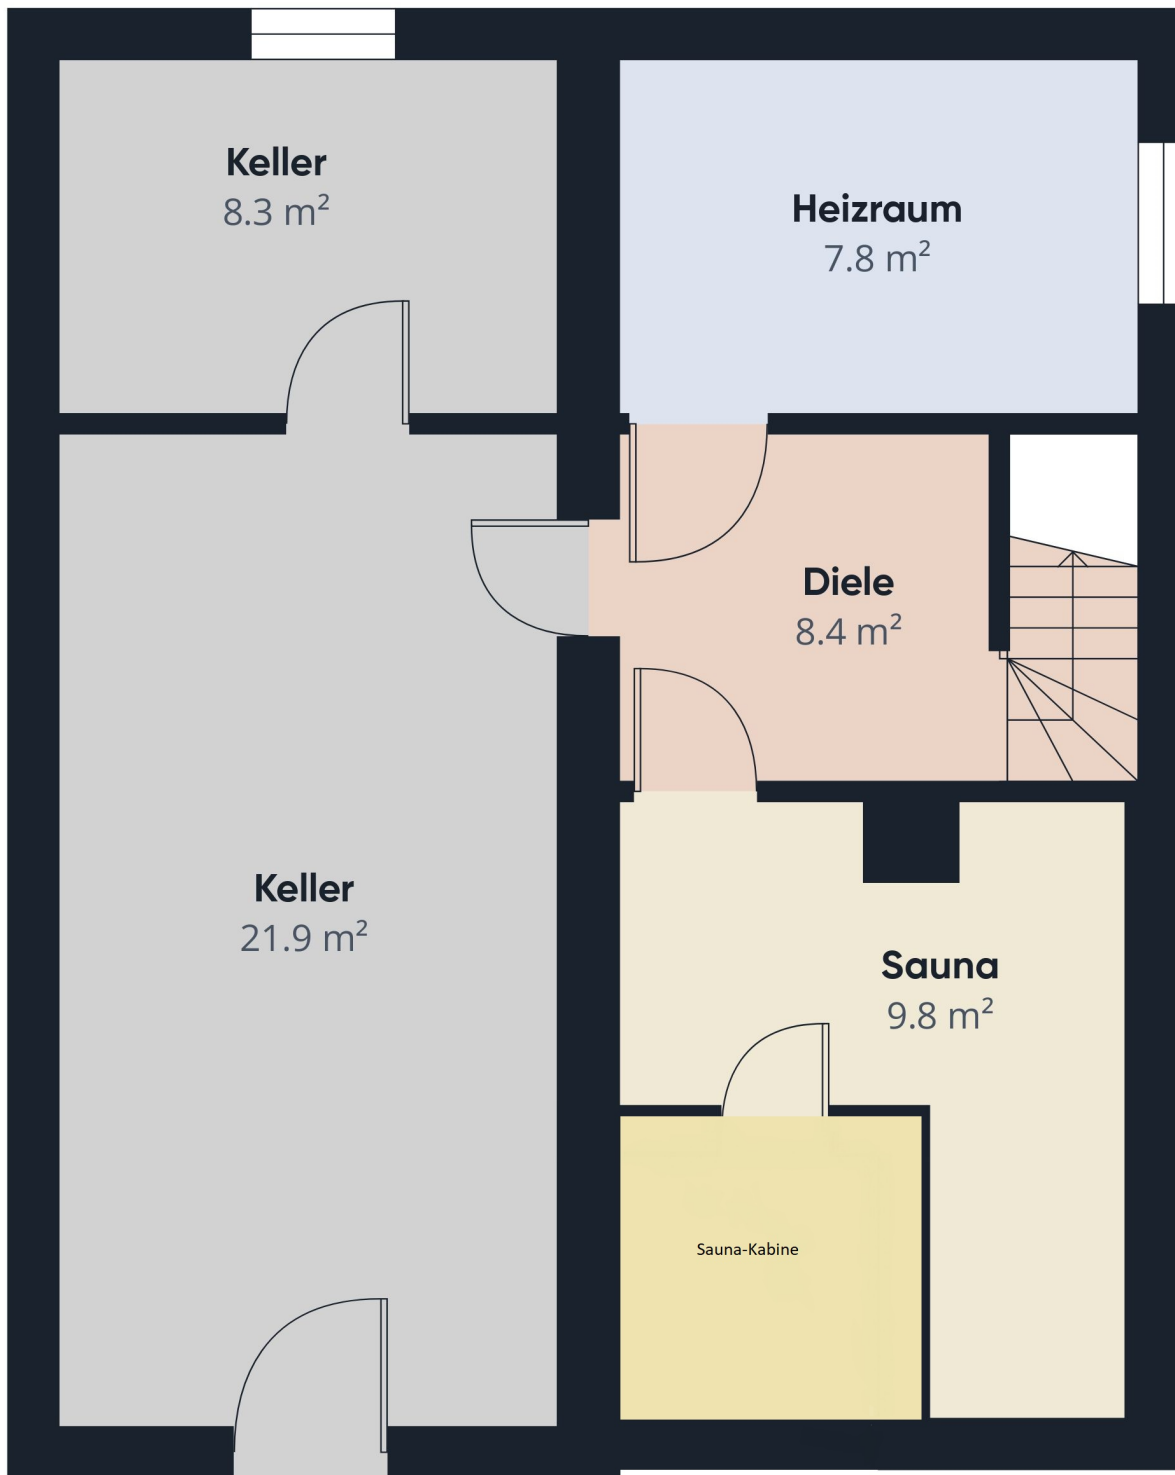 Keller
8.3 m²
Heizraum
7.8 m²
Diele
8.4 m²
Keller
21.9 m²
Sauna
9.8 m²
Sauna-Kabine